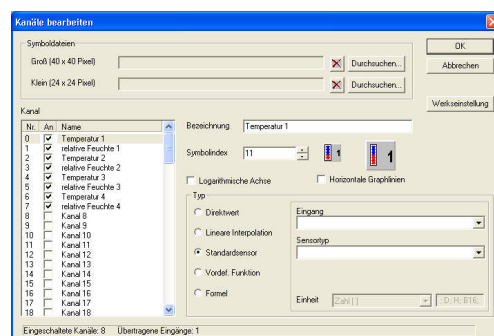 Kanäle bearbeiten
Symboldateien
Groß (40 x 40 Pixel)
Durchsuchen...
Klein (24 x 24 Pixel)
Durchsuchen...
OK
Abbrechen
Werkseinstellung
Kanal
Nr. An Name
0 Temperatur 1
1 relative Feuchte 1
2 Temperatur 2
3 relative Feuchte 2
4 Temperatur 3
5 relative Feuchte 3
6 Temperatur 4
7 relative Feuchte 4
8 Kanal 8
9 Kanal 9
10 Kanal 10
11 Kanal 11
12 Kanal 12
13 Kanal 13
14 Kanal 14
15 Kanal 15
16 Kanal 16
17 Kanal 17
18 Kanal 18
Bezeichnung Temperatur 1
Symbolindex 11
1
1
Logarithmische Achse
Horizontale Graphlinien
Typ
Direktwert
Lineare Interpolation
Standardsensor
Vordef. Funktion
Formel
Eingang
Sensortyp
Einheit Zahl [ ] ; D; H; B16;
Eingeschaltete Kanäle: 8 Übertragene Eingänge: 1